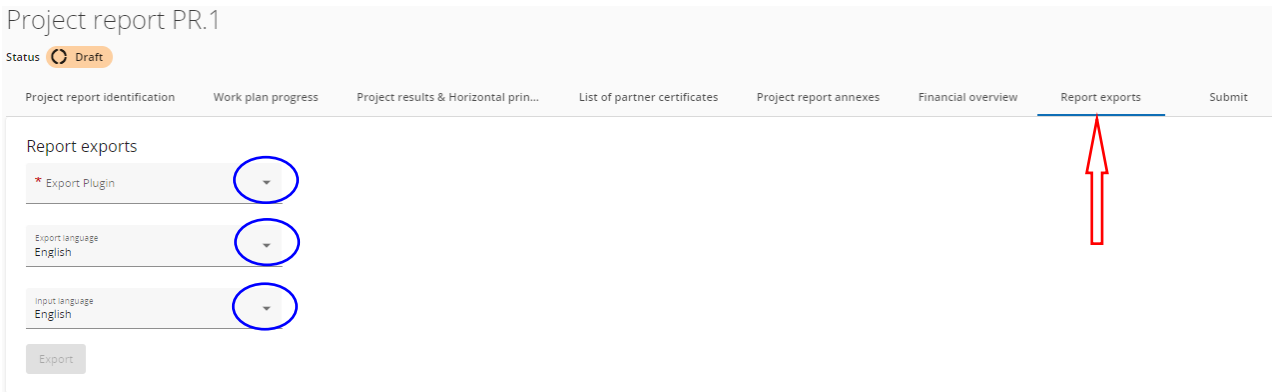 Project report PR.1
Status Draft
Project report identification Work plan progress Project results & Horizontal prin... List of partner certificates Project report annexes Financial overview Report exports Submit
Report exports
* Export Plugin
Export language
English
Input language
English
Export